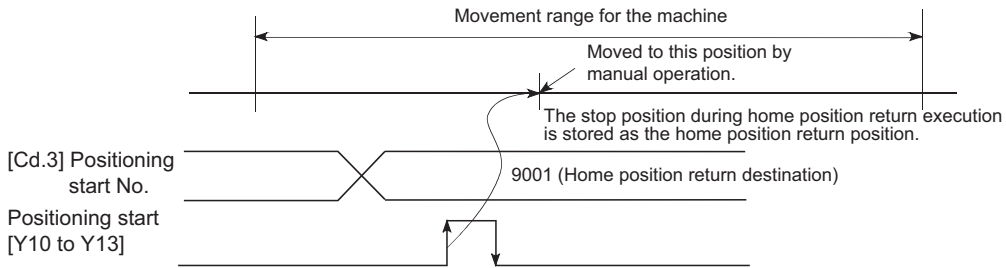 Movement range for the machine
Moved to this position by
manual operation.
The stop position during home position return execution
is stored as the home position return position.
[Cd.3] Positioning
start No.
9001 (Home position return destination)
Positioning start
[Y10 to Y13]